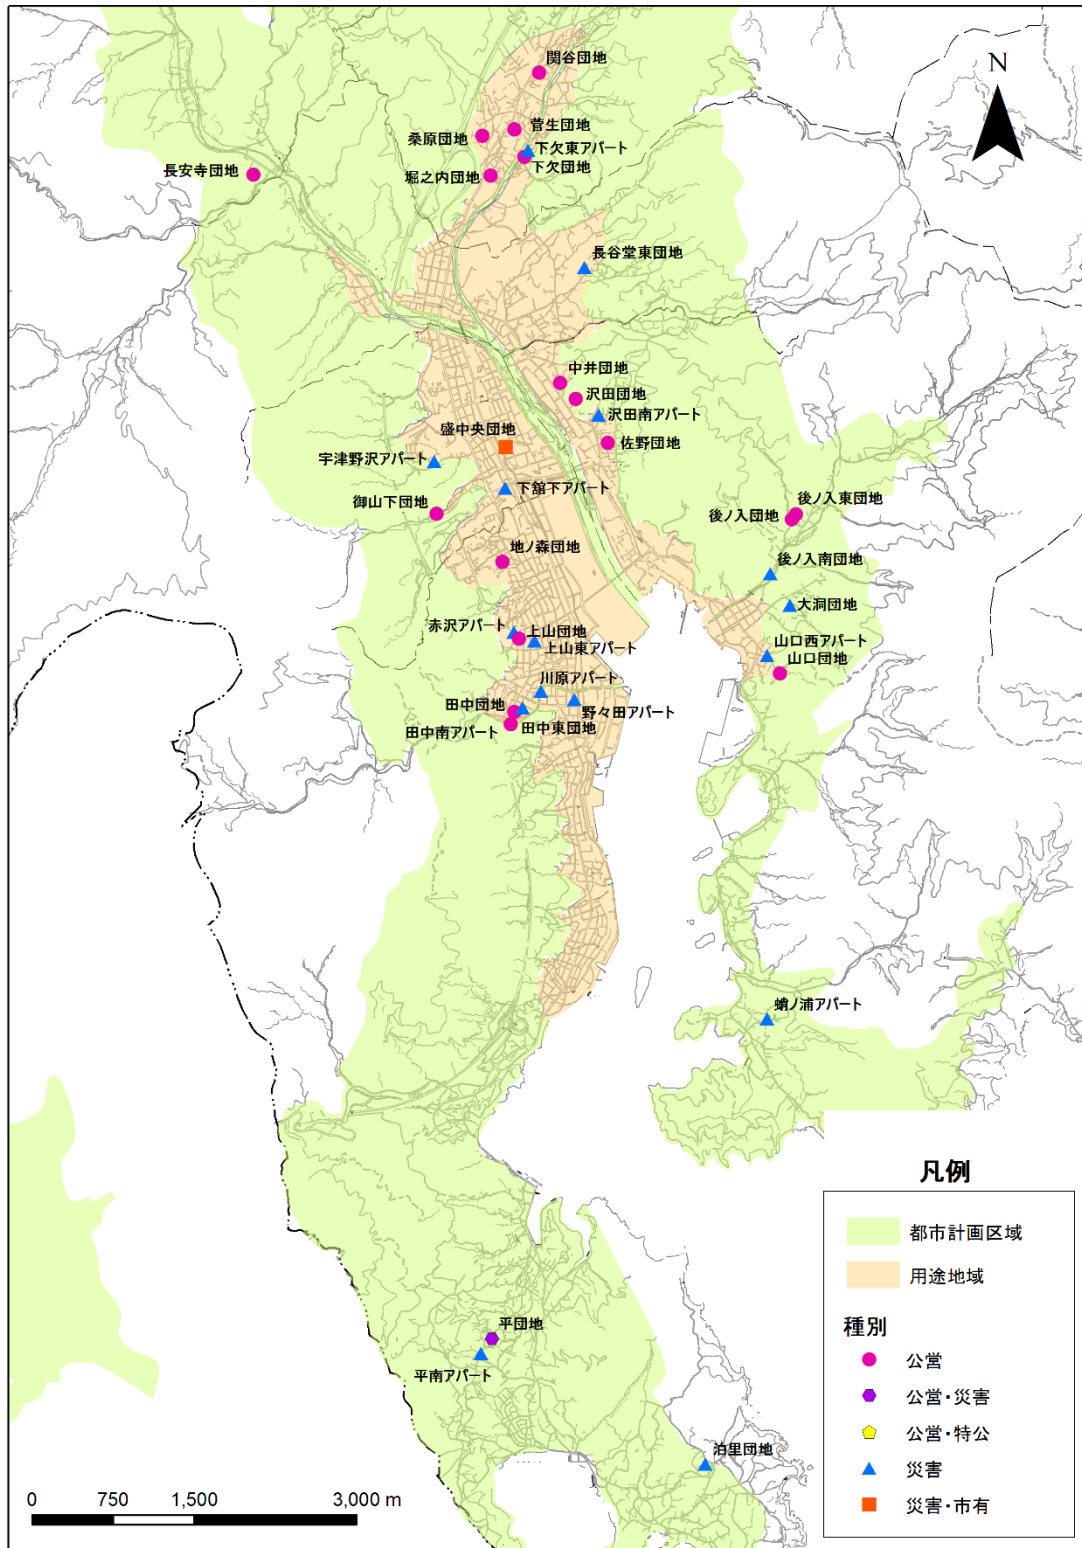 関谷団地
N
菅生団地
桑原団地
下欠東アパート
下欠団地
長安寺団地
堀之内団地
長谷堂東団地
中井団地
沢田団地
沢田南アパート
盛中央団地
佐野団地
宇津野沢アパート
下舘下アパート
後ノ入東団地
御山下団地
後ノ入団地
地ノ森団地
後ノ入南団地
大洞団地
赤沢アパート
上山団地
上山東アパート
山口西アパート
山口団地
川原アパート
田中団地
野々田アパート
田中南アパート
田中東団地
蛸ノ浦アパート
凡例
都市計画区域
用途地域
種別
公営
公営・災害
公営・特公
災害
災害・市有
平団地
平南アパート
泊里団地
0 750 1,500 3,000 m